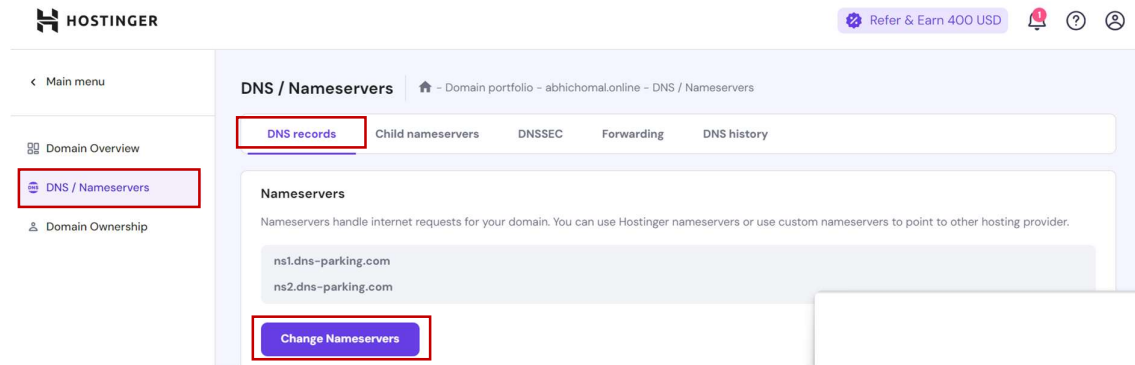 HOSTINGER
Refer & Earn 400 USD
1
Main menu
DNS / Nameservers
- Domain portfolio - abhichomal.online - DNS / Nameservers
DNS records Child nameservers DNSSEC Forwarding DNS history
Domain Overview
DNS DNS / Nameservers
Domain Ownership
Nameservers
Nameservers handle internet requests for your domain. You can use Hostinger nameservers or use custom nameservers to point to other hosting provider.
ns1.dns-parking.com
ns2.dns-parking.com
Change Nameservers